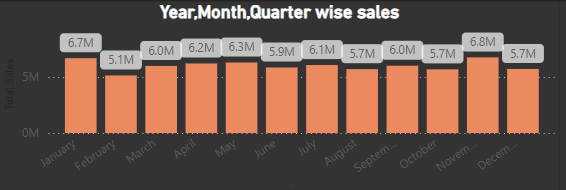 Year,Month,Quarter wise sales
6.7M
5.1M
6.0M
6.2M
6.3M
5.9M
6.1M
5.7M
6.0M
5.7M
6.8M
5.7M
Total Sales
5M
0M
January
February
March
April
May
June
July
August
Septem...
October
Novem...
Decem...